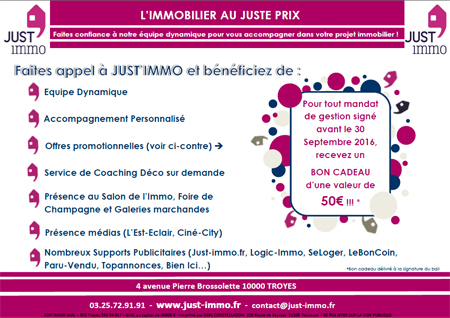 L'IMMOBILIER AU JUSTE PRIX
JUST'
immo
Faites confiance à notre équipe dynamique pour vous accompagner dans votre projet immobilier !
JUST'
immo
Faites appel à JUST'IMMO et bénéficiez de :
Equipe Dynamique
Accompagnement Personnalisé
Offres promotionnelles (voir ci-contre) →
Service de Coaching Déco sur demande
Présence au Salon de l'Immo, Foire de
Champagne et Galeries marchandes
Présence médias (L'Est-Eclair, Ciné-City)
Nombreux Supports Publicitaires (Just-immo.fr, Logic-Immo, SeLoger, LeBonCoin,
Paru-Vendu, Topannonces, Bien Ici...)
Pour tout mandat
de gestion signé
avant le 30
Septembre 2016,
recevez un
BON CADEAU
d'une valeur de
50€ !!! *
*Bon cadeau délivré à la signature du bail
4 avenue Pierre Brossolette 10000 TROYES
03.25.72.91.91 - www.just-immo.fr - contact@just-immo.fr